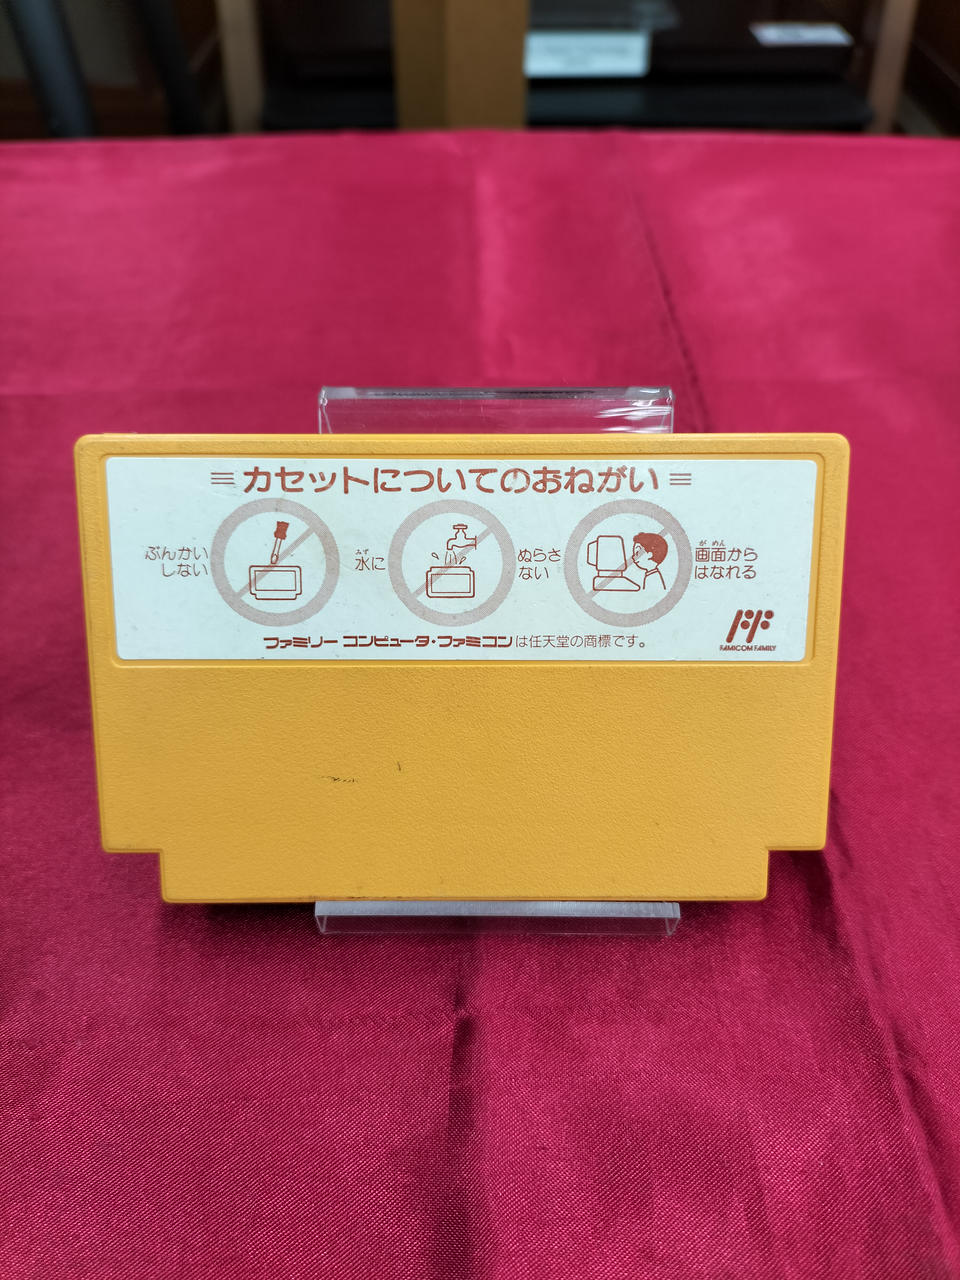 カセットについてのおねがい
ぶんかい
しない
みず
水に
ぬらさ
ない
がめん
画面から
はなれる
ファミリー コンピュータ・ファミコンは任天堂の商標です。
FAMICOM FAMILY